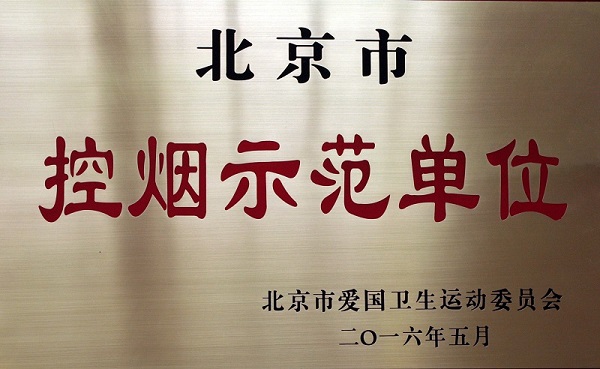 北京市
控烟示范单位
北京市爱国卫生运动委员会
二〇一六年五月